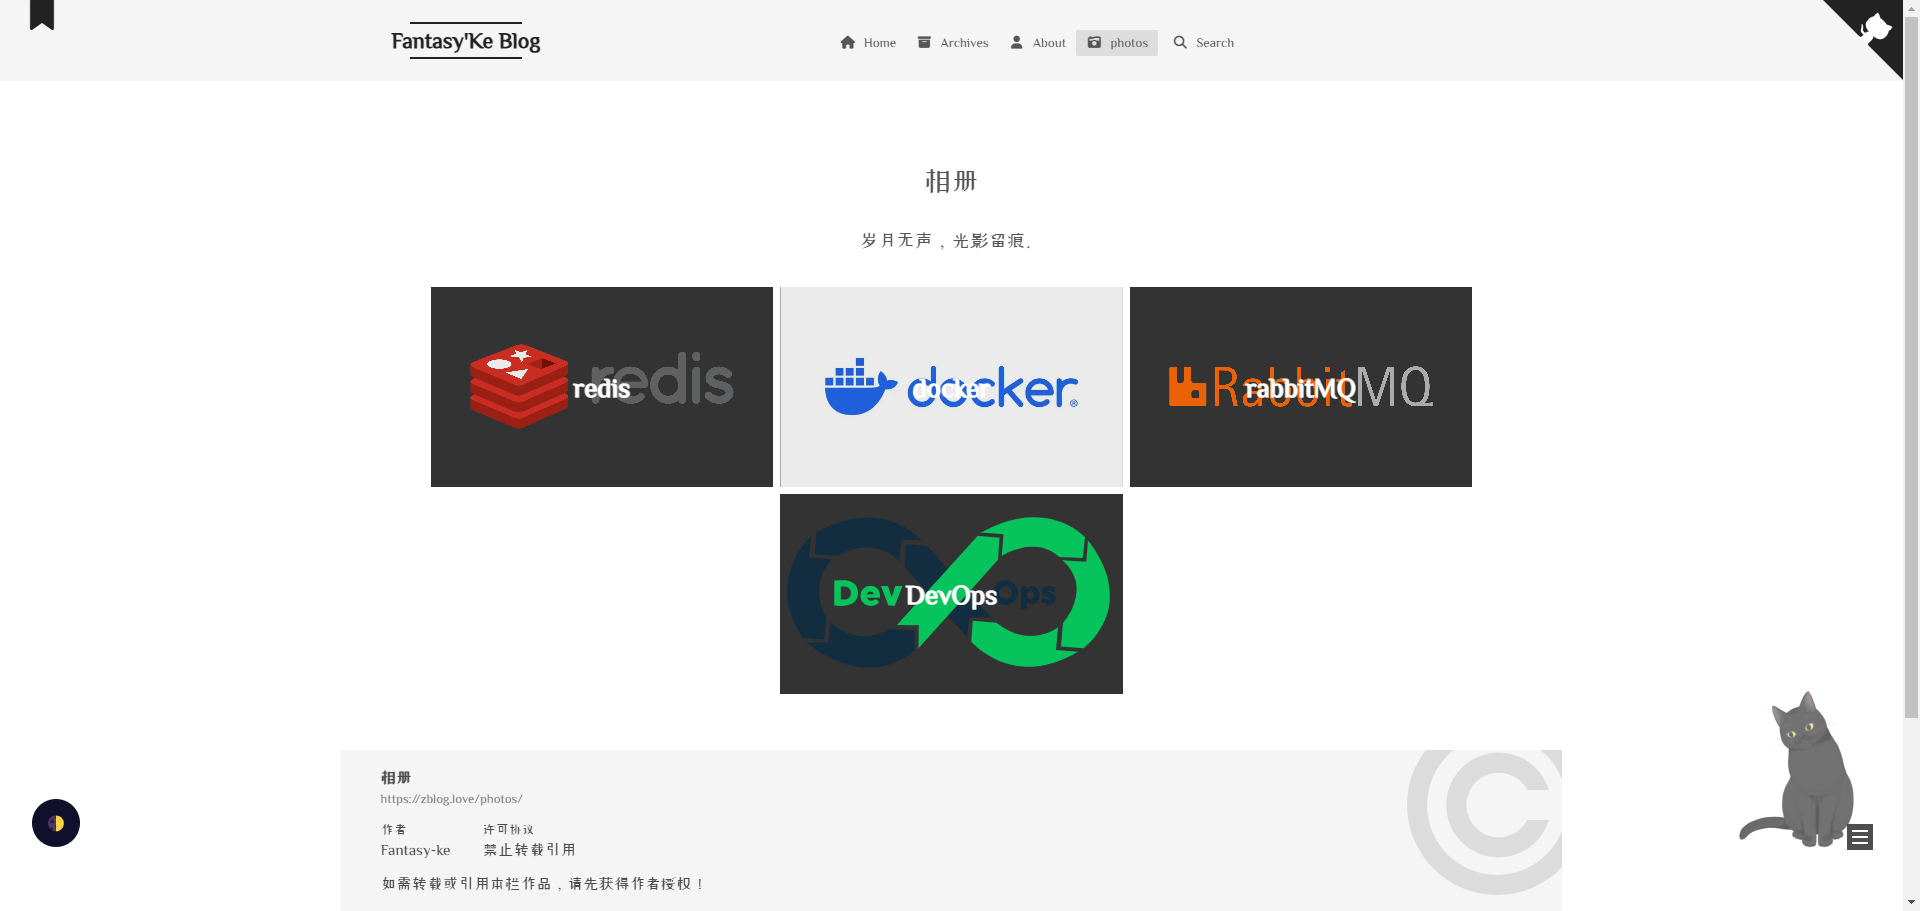 Fantasy'Ke Blog
Home Archives About photos Search
相册
岁月无声，光影留痕.
redis redis
docker docker ®
RabbitMQ rabbitMQ
Dev DevOps Ops
相册
https://zblog.love/photos/
作者 许可协议
Fantasy-ke 禁止转载引用
如需转载或引用本栏作品，请先获得作者授权！